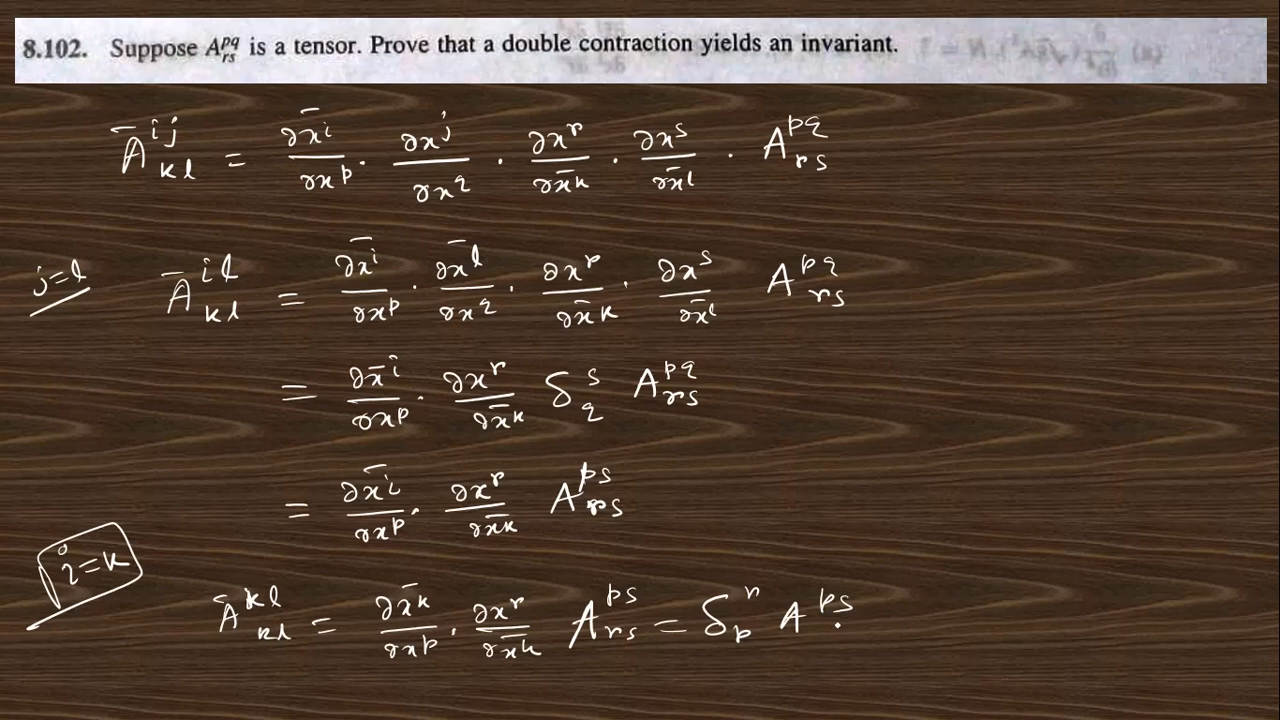 8.102. Suppose A^{pq}_{rs} is a tensor. Prove that a double contraction yields an invariant.
Ā^{ij}_{kl} = ∂x̄^i/∂x^p · ∂x^j/∂x^q · ∂x^r/∂x̄^k · ∂x^s/∂x̄^l · A^{pq}_{rs}
j=l Ā^{il}_{kl} = ∂x̄^i/∂x^p · ∂x̄^l/∂x^q · ∂x^r/∂x̄^k · ∂x^s/∂x̄^l A^{pq}_{rs}
= ∂x̄^i/∂x^p · ∂x^r/∂x̄^k δ^s_q A^{pq}_{rs}
= ∂x̄^i/∂x^p · ∂x^r/∂x̄^k A^{ps}_{rs}
i=k
Ā^{kl}_{kl} = ∂x̄^k/∂x^p · ∂x^r/∂x̄^k A^{ps}_{rs} = δ^r_p A^{ps}